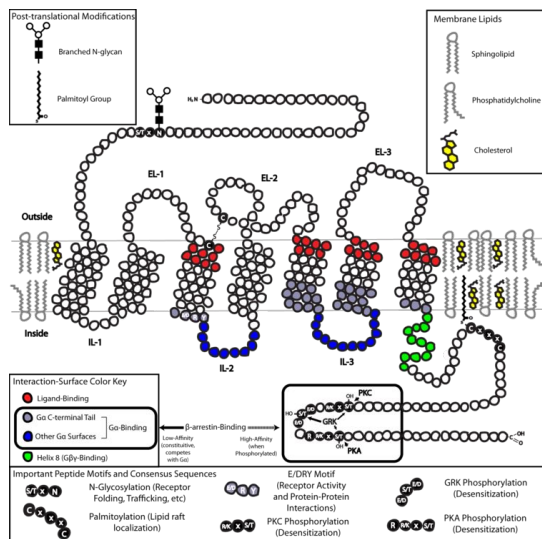 Post-translational Modifications
Branched N-glycan
Palmitoyl Group
Membrane Lipids
Sphingolipid
Phosphatidylcholine
Cholesterol
H₂N
S/T X N
EL-1
EL-2
EL-3
Outside
Inside
IL-1
IL-2
IL-3
C
C X X X C
Interaction-Surface Color Key
Ligand-Binding
Gα C-terminal Tail
Other Gα Surfaces
Gα-Binding
Helix 8 (Gβγ-Binding)
β-arrestin-Binding
Low-Affinity
(constitutive,
competes
with Gα)
High-Affinity
(when
Phosphorylated)
OH
PKC
HO
S/T
E/D
R/K X S/T
GRK
E/D
S/T
R R/K X S/T
OH
PKA
OH
Important Peptide Motifs and Consensus Sequences
S/T X N
N-Glycosylation (Receptor
Folding, Trafficking, etc)
C X X X C
Palmitoylation (Lipid raft
localization)
E/DRY Motif
E/D R Y
(Receptor Activity
and Protein-Protein
Interactions)
R/K X S/T
PKC Phosphorylation
(Desensitization)
E/D
S/T
E/D
GRK Phosphorylation
(Desensitization)
R R/K X S/T
PKA Phosphorylation
(Desensitization)